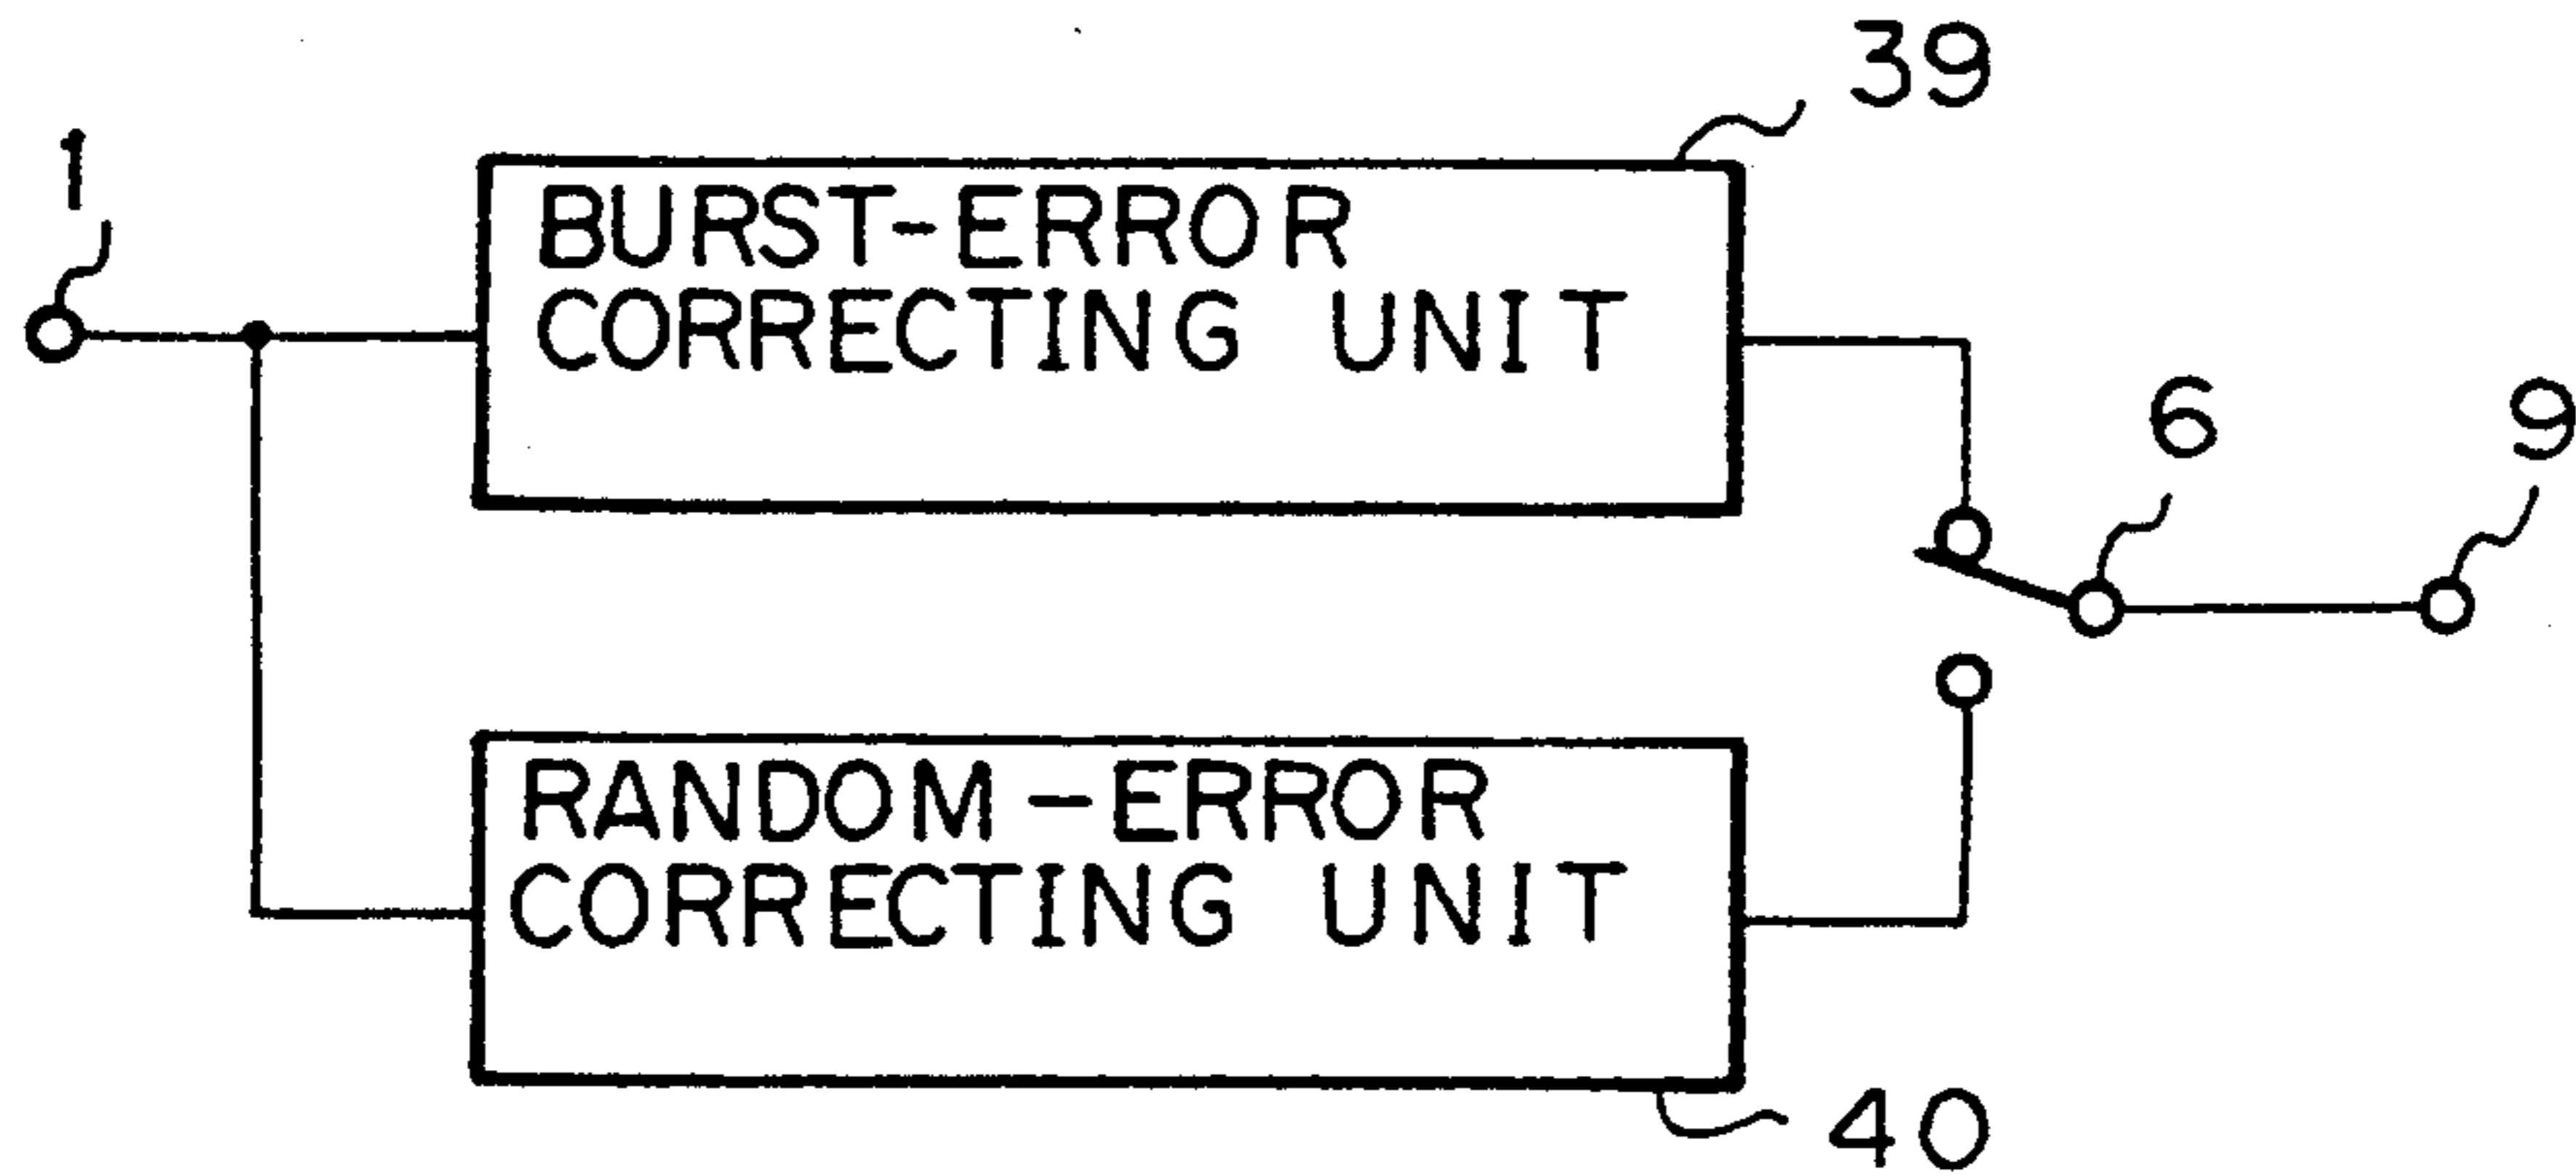 39
1
BURST-ERROR
CORRECTING UNIT
6
9
RANDOM-ERROR
CORRECTING UNIT
40